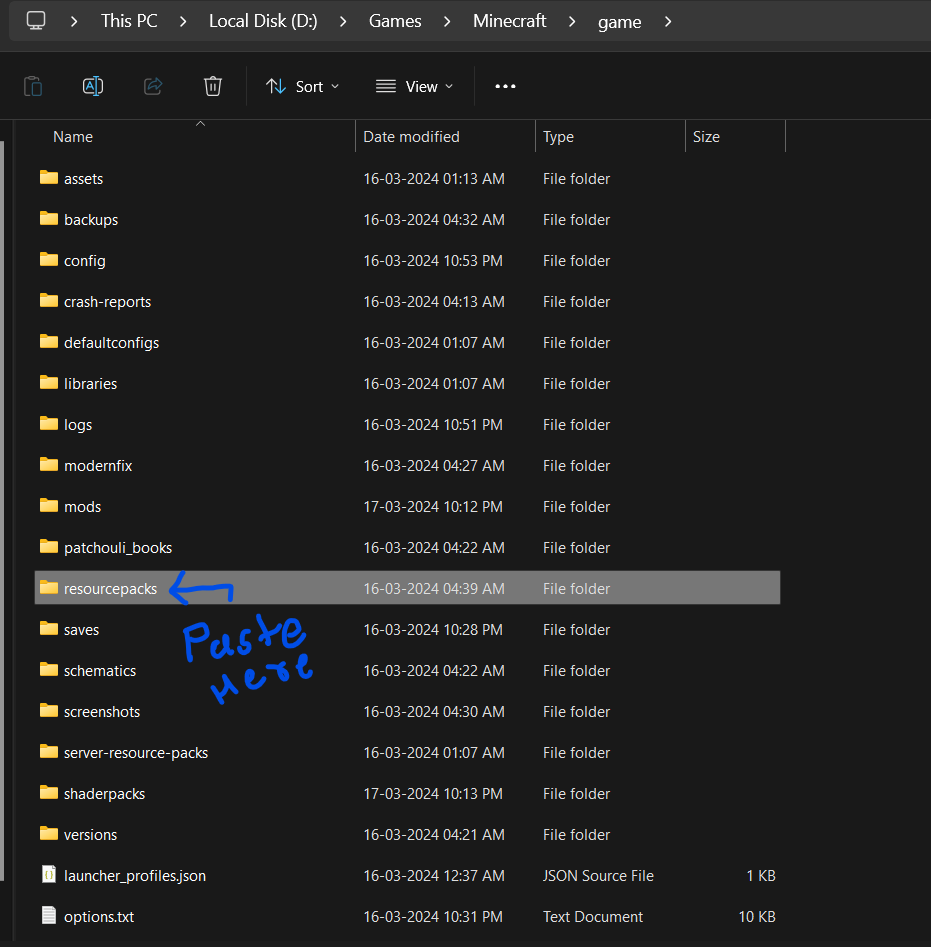 This PC > Local Disk (D:) > Games > Minecraft > game >
Sort View
Name Date modified Type Size
assets 16-03-2024 01:13 AM File folder
backups 16-03-2024 04:32 AM File folder
config 16-03-2024 10:53 PM File folder
crash-reports 16-03-2024 04:13 AM File folder
defaultconfigs 16-03-2024 01:07 AM File folder
libraries 16-03-2024 01:07 AM File folder
logs 16-03-2024 10:51 PM File folder
modernfix 16-03-2024 04:27 AM File folder
mods 17-03-2024 10:12 PM File folder
patchouli_books 16-03-2024 04:22 AM File folder
resourcepacks 16-03-2024 04:39 AM File folder
saves 16-03-2024 10:28 PM File folder
Paste
Here
schematics 16-03-2024 04:22 AM File folder
screenshots 16-03-2024 04:30 AM File folder
server-resource-packs 16-03-2024 01:07 AM File folder
shaderpacks 17-03-2024 10:13 PM File folder
versions 16-03-2024 04:21 AM File folder
launcher_profiles.json 16-03-2024 12:37 AM JSON Source File 1 KB
options.txt 16-03-2024 10:31 PM Text Document 10 KB